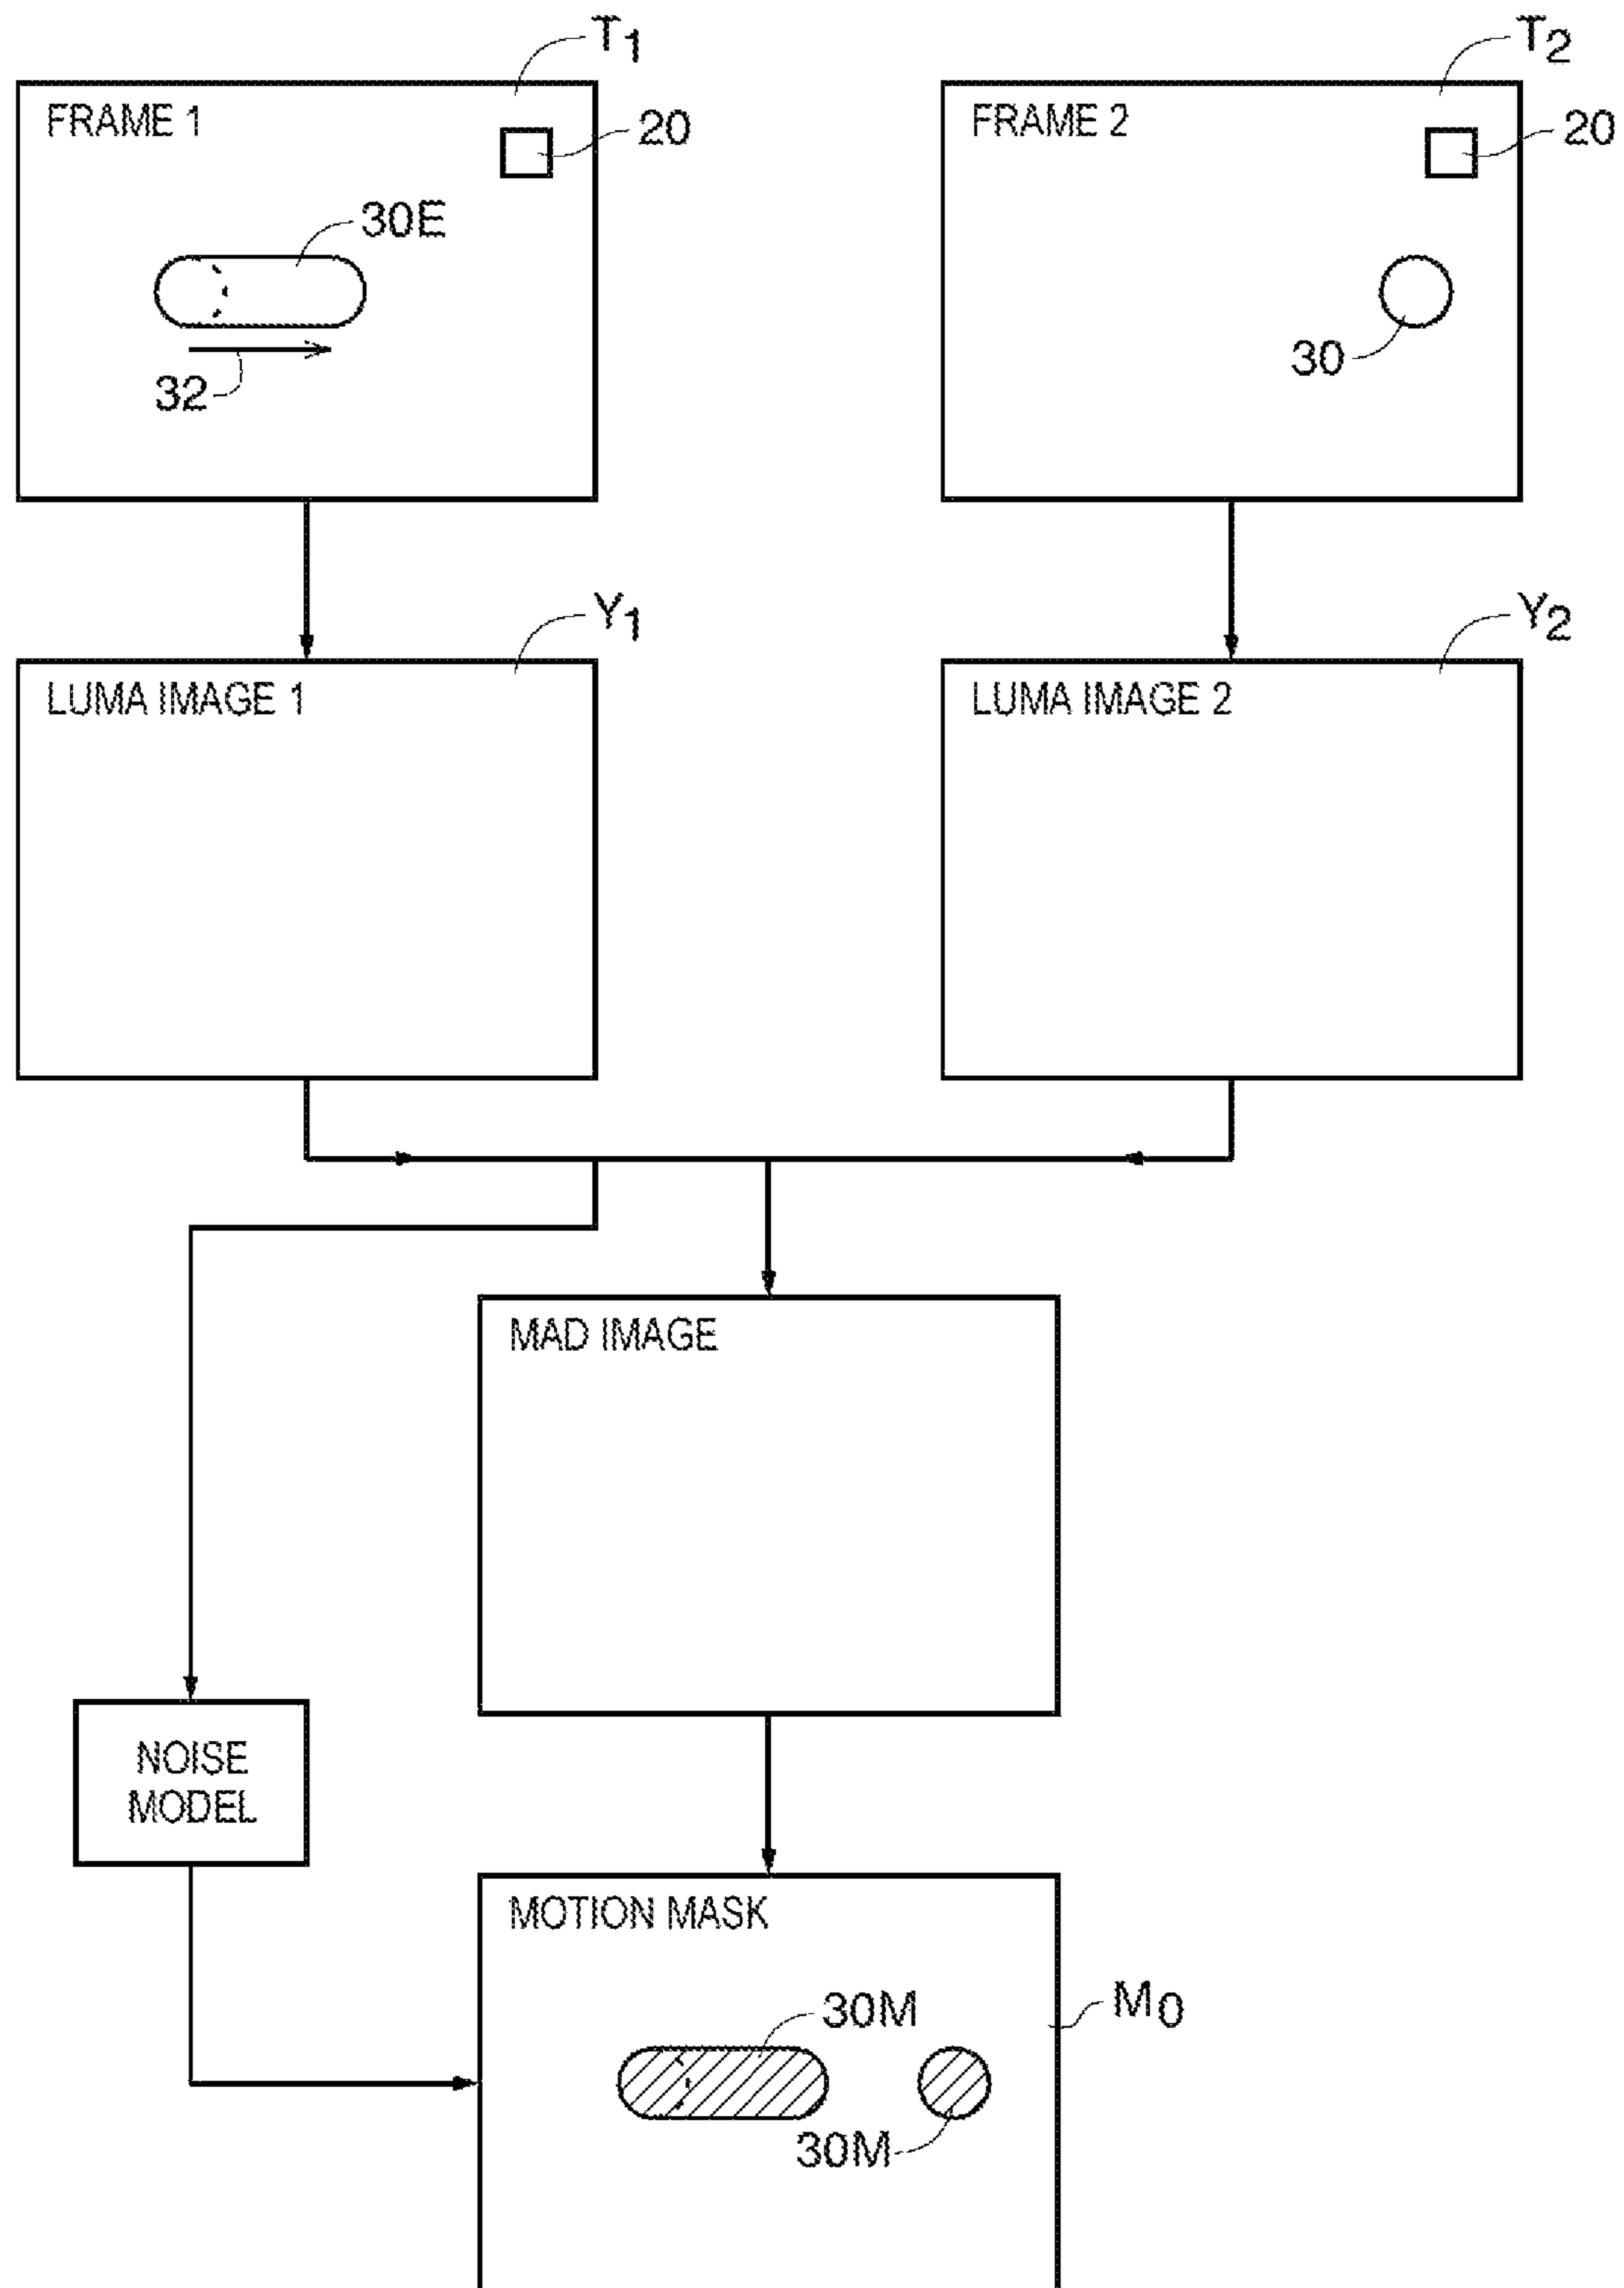 T1
T2
FRAME 1
20
FRAME 2
20
30E
30
32
Y1
Y2
LUMA IMAGE 1
LUMA IMAGE 2
MAD IMAGE
NOISE
MODEL
MOTION MASK
30M
M0
30M